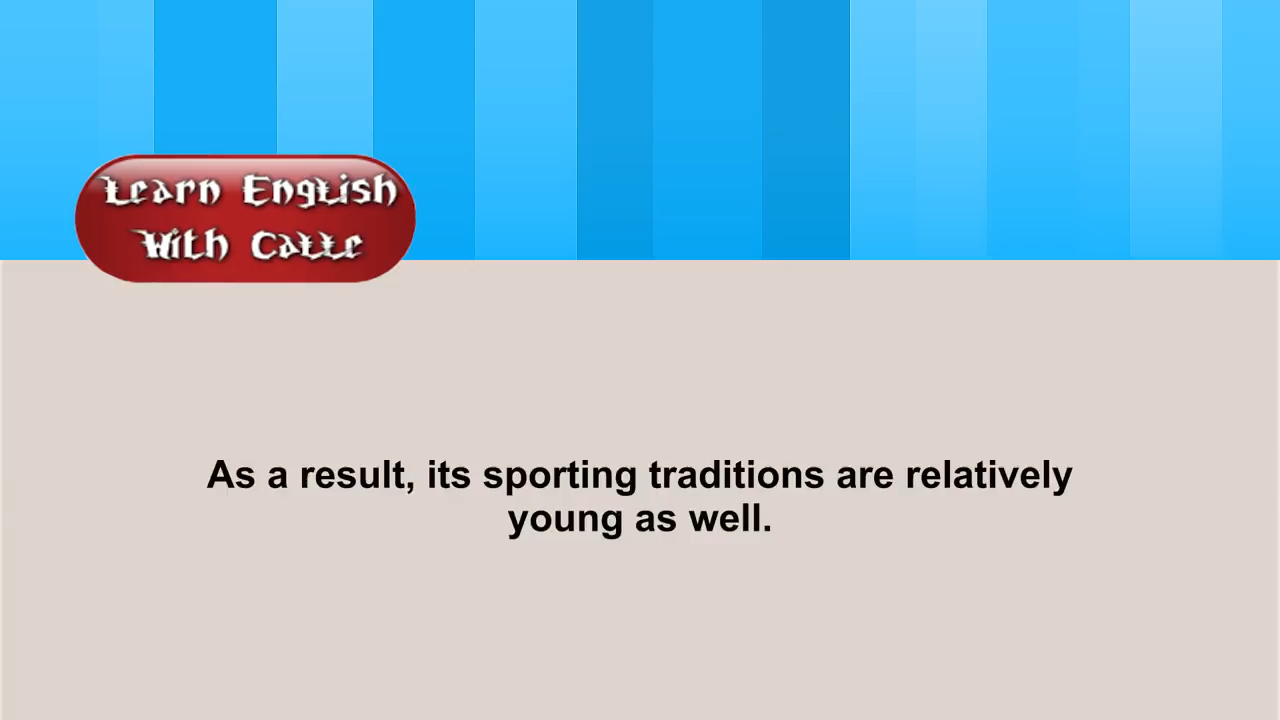 Learn English
With Catte
As a result, its sporting traditions are relatively
young as well.